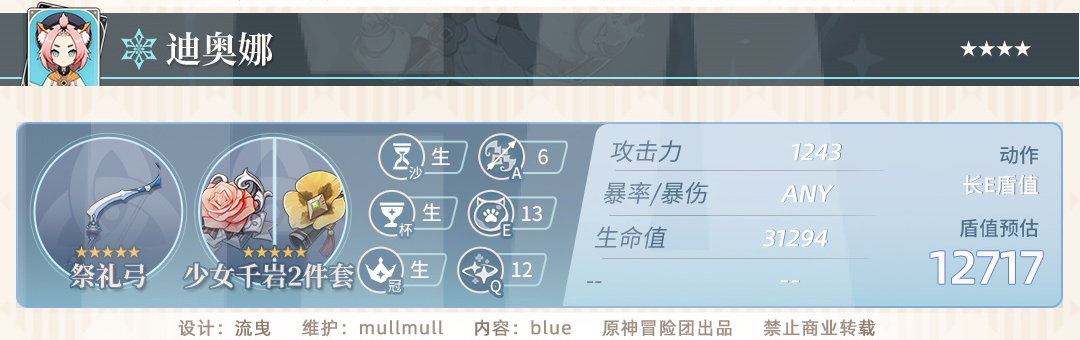 迪奥娜
★★★★
★★★★★
祭礼弓
★★★★★
少女千岩2件套
沙 生
杯 生
冠 生
A 6
E 13
Q 12
攻击力 1243
暴率/暴伤 ANY
生命值 31294
-- --
动作
长E盾值
盾值预估
12717
设计：流曳 维护：mullmull 内容：blue 原神冒险团出品 禁止商业转载